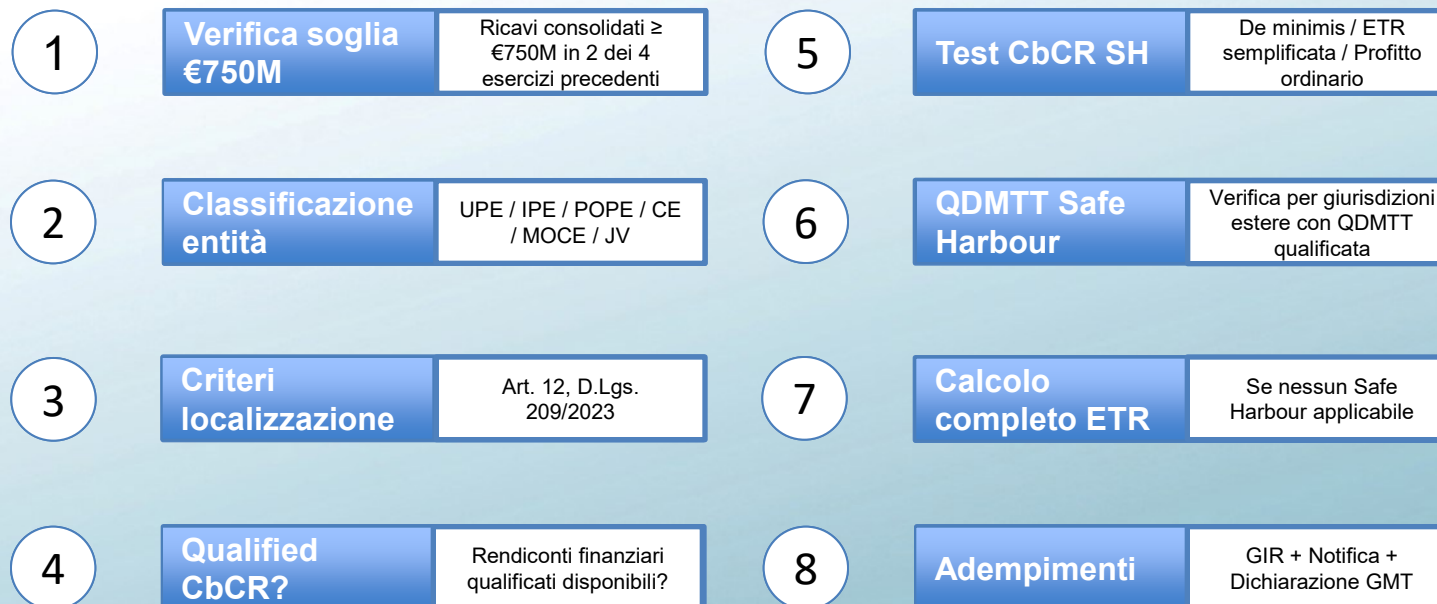 1
Verifica soglia
€750M
Ricavi consolidati ≥
€750M in 2 dei 4
esercizi precedenti
2
Classificazione
entità
UPE / IPE / POPE / CE
/ MOCE / JV
3
Criteri
localizzazione
Art. 12, D.Lgs.
209/2023
4
Qualified
CbCR?
Rendiconti finanziari
qualificati disponibili?
5
Test CbCR SH
De minimis / ETR
semplificata / Profitto
ordinario
6
QDMTT Safe
Harbour
Verifica per giurisdizioni
estere con QDMTT
qualificata
7
Calcolo
completo ETR
Se nessun Safe
Harbour applicabile
8
Adempimenti
GIR + Notifica +
Dichiarazione GMT